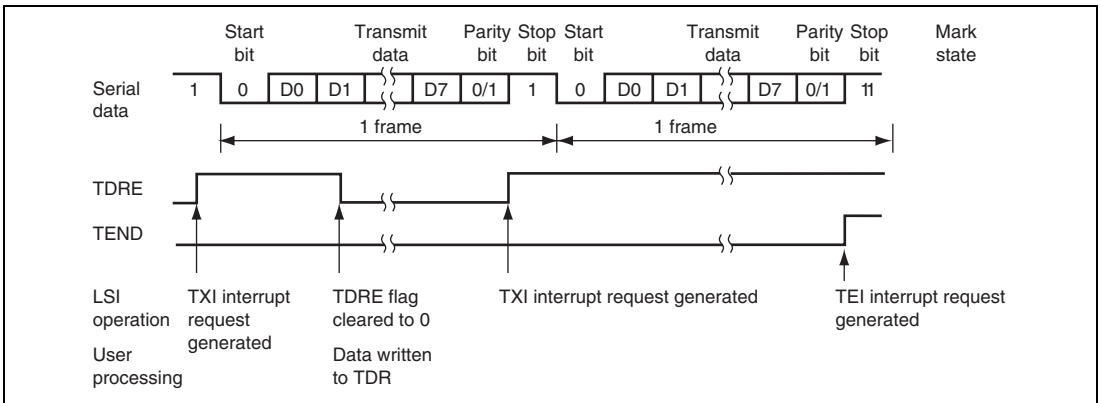 Start bit Transmit data Parity bit Stop bit Start bit Transmit data Parity bit Stop bit Mark state
Serial data 1 0 D0 D1 D7 0/1 1 0 D0 D1 D7 0/1 11
1 frame 1 frame
TDRE
TEND
LSI operation TXI interrupt request generated TDRE flag cleared to 0 TXI interrupt request generated TEI interrupt request generated
User processing Data written to TDR